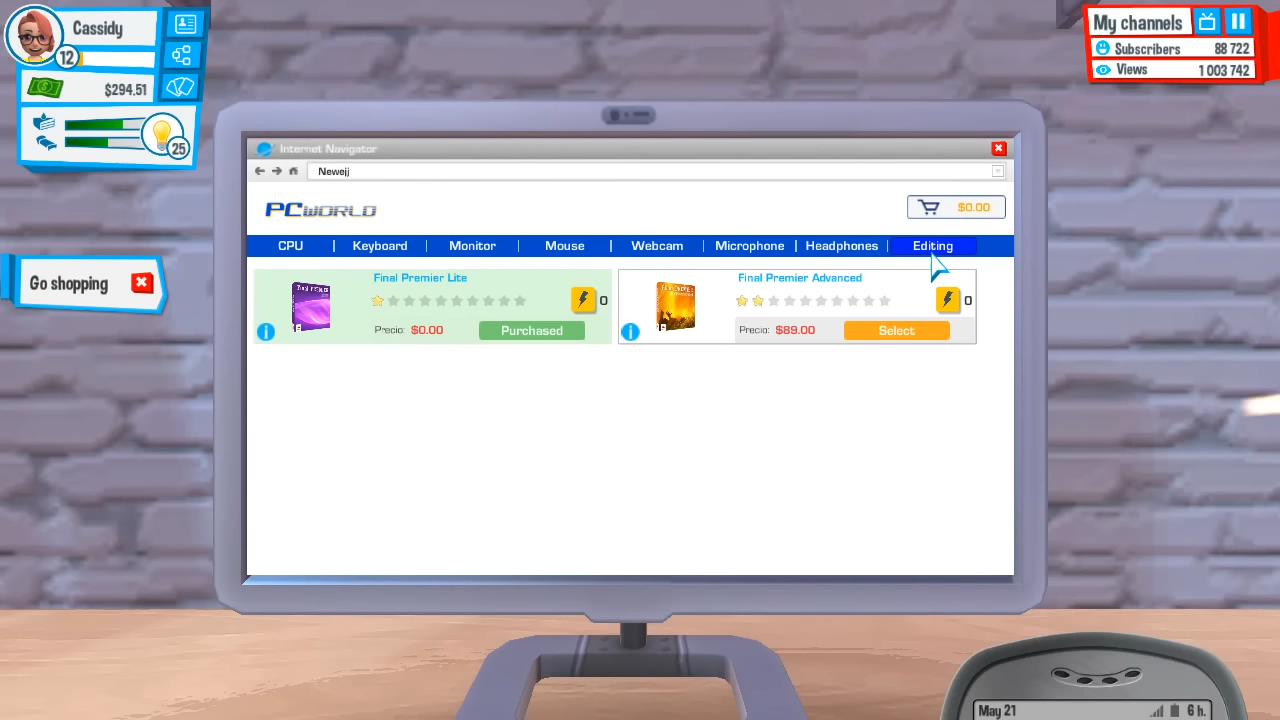 Cassidy
12
$294.51
25
My channels
Subscribers 88 722
Views 1 003 742
Go shopping
Internet Navigator
Newejj
PCWORLD
$0.00
CPU | Keyboard | Monitor | Mouse | Webcam | Microphone | Headphones | Editing
Final Premier Lite
0
Precio: $0.00 Purchased
Final Premier Advanced
0
Precio: $89.00 Select
May 21 6 h.